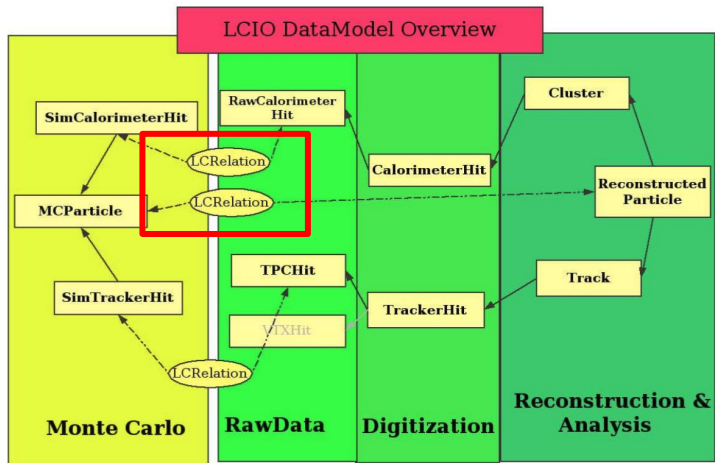 LCIO DataModel Overview
SimCalorimeterHit
RawCalorimeter
Hit
Cluster
LCRelation
CalorimeterHit
MCParticle
LCRelation
Reconstructed
Particle
TPCHit
Track
SimTrackerHit
TrackerHit
VTXHit
LCRelation
Monte Carlo
RawData
Digitization
Reconstruction &
Analysis